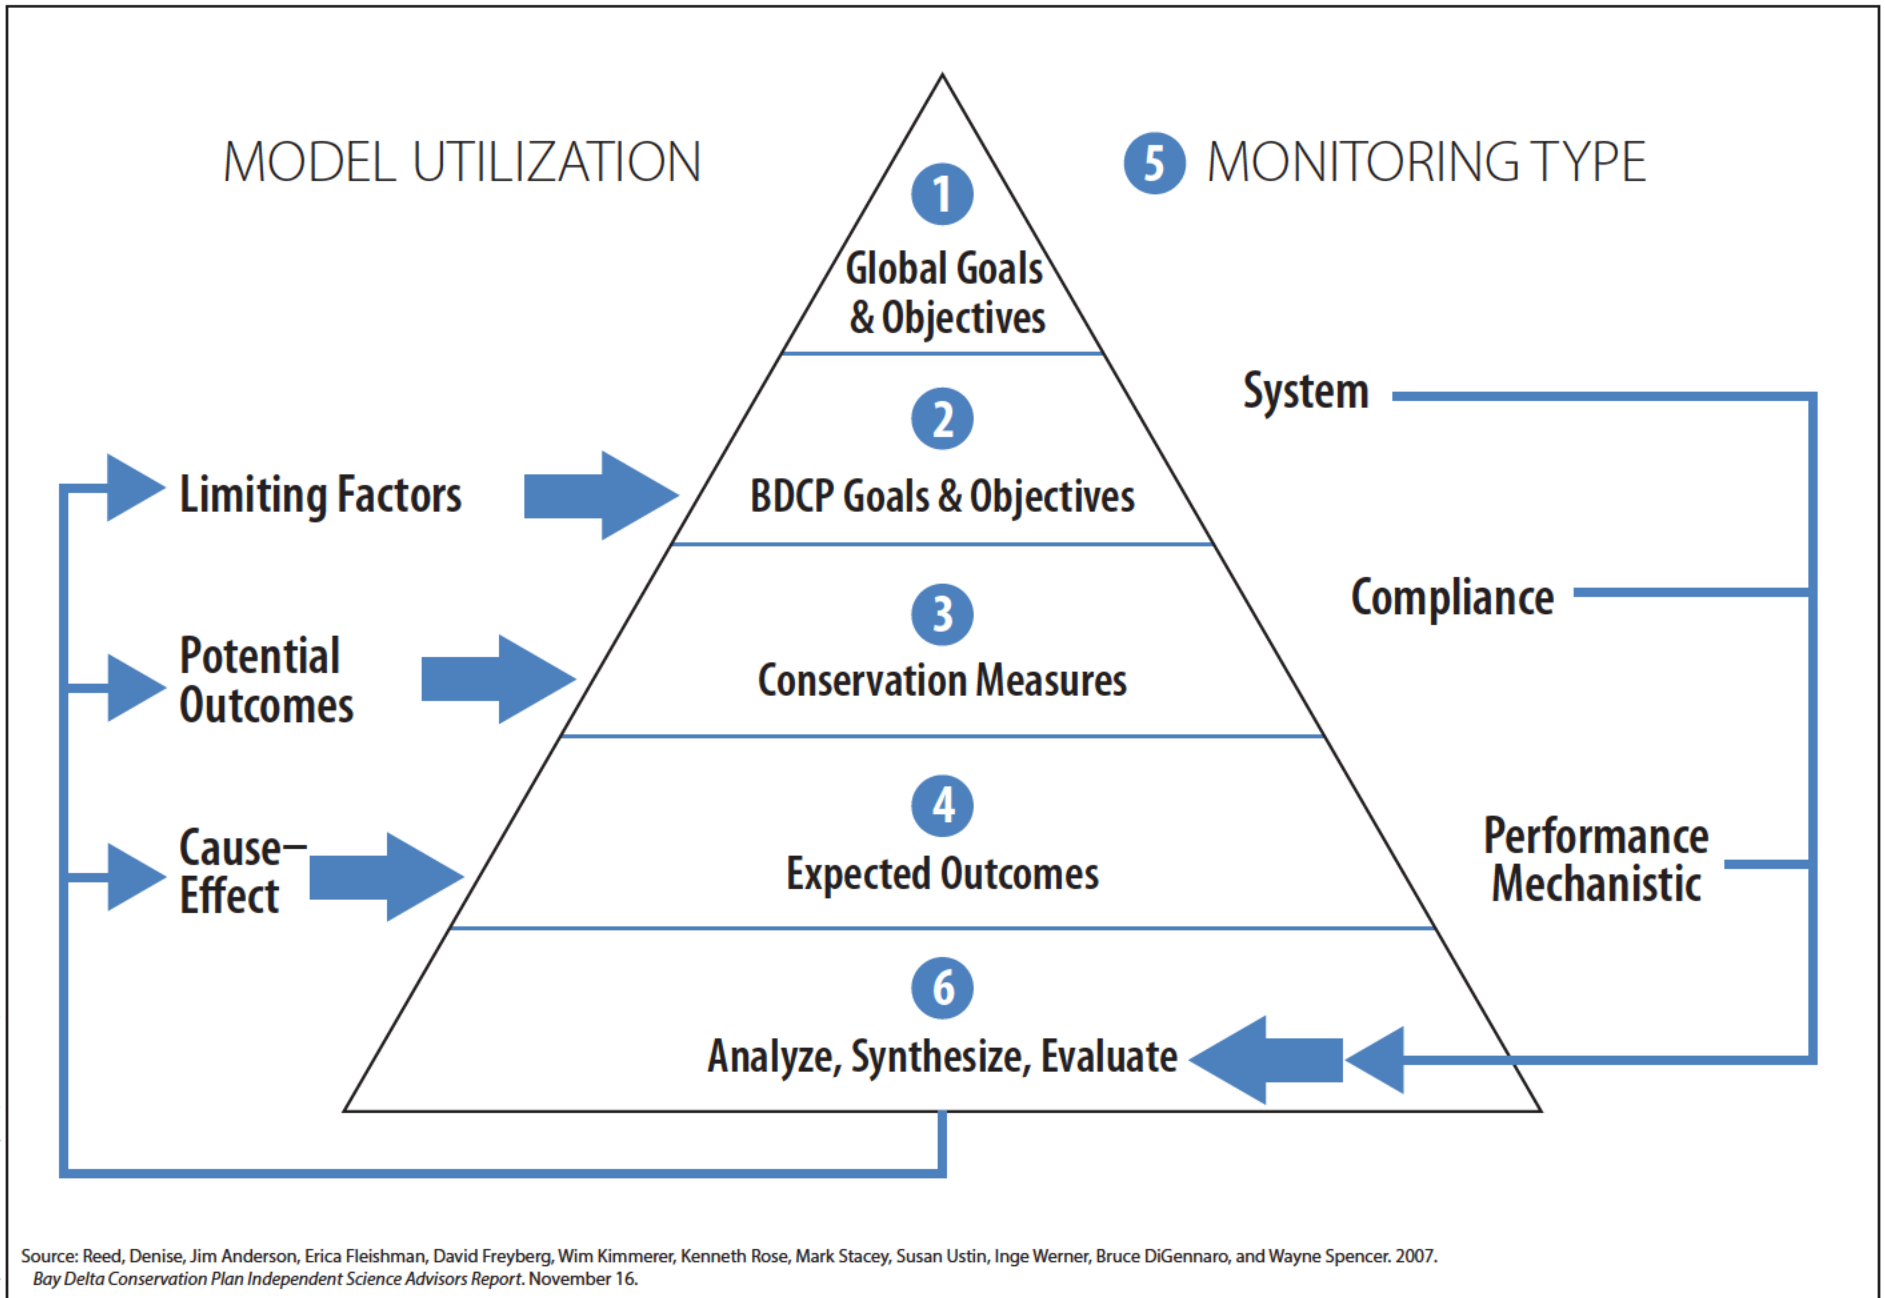 MODEL UTILIZATION
5 MONITORING TYPE
1
Global Goals
& Objectives
System
2
Limiting Factors
BDCP Goals & Objectives
Compliance
3
Potential
Outcomes
Conservation Measures
4
Cause–
Effect
Expected Outcomes
Performance
Mechanistic
6
Analyze, Synthesize, Evaluate
Source: Reed, Denise, Jim Anderson, Erica Fleishman, David Freyberg, Wim Kimmerer, Kenneth Rose, Mark Stacey, Susan Ustin, Inge Werner, Bruce DiGennaro, and Wayne Spencer. 2007.
Bay Delta Conservation Plan Independent Science Advisors Report. November 16.